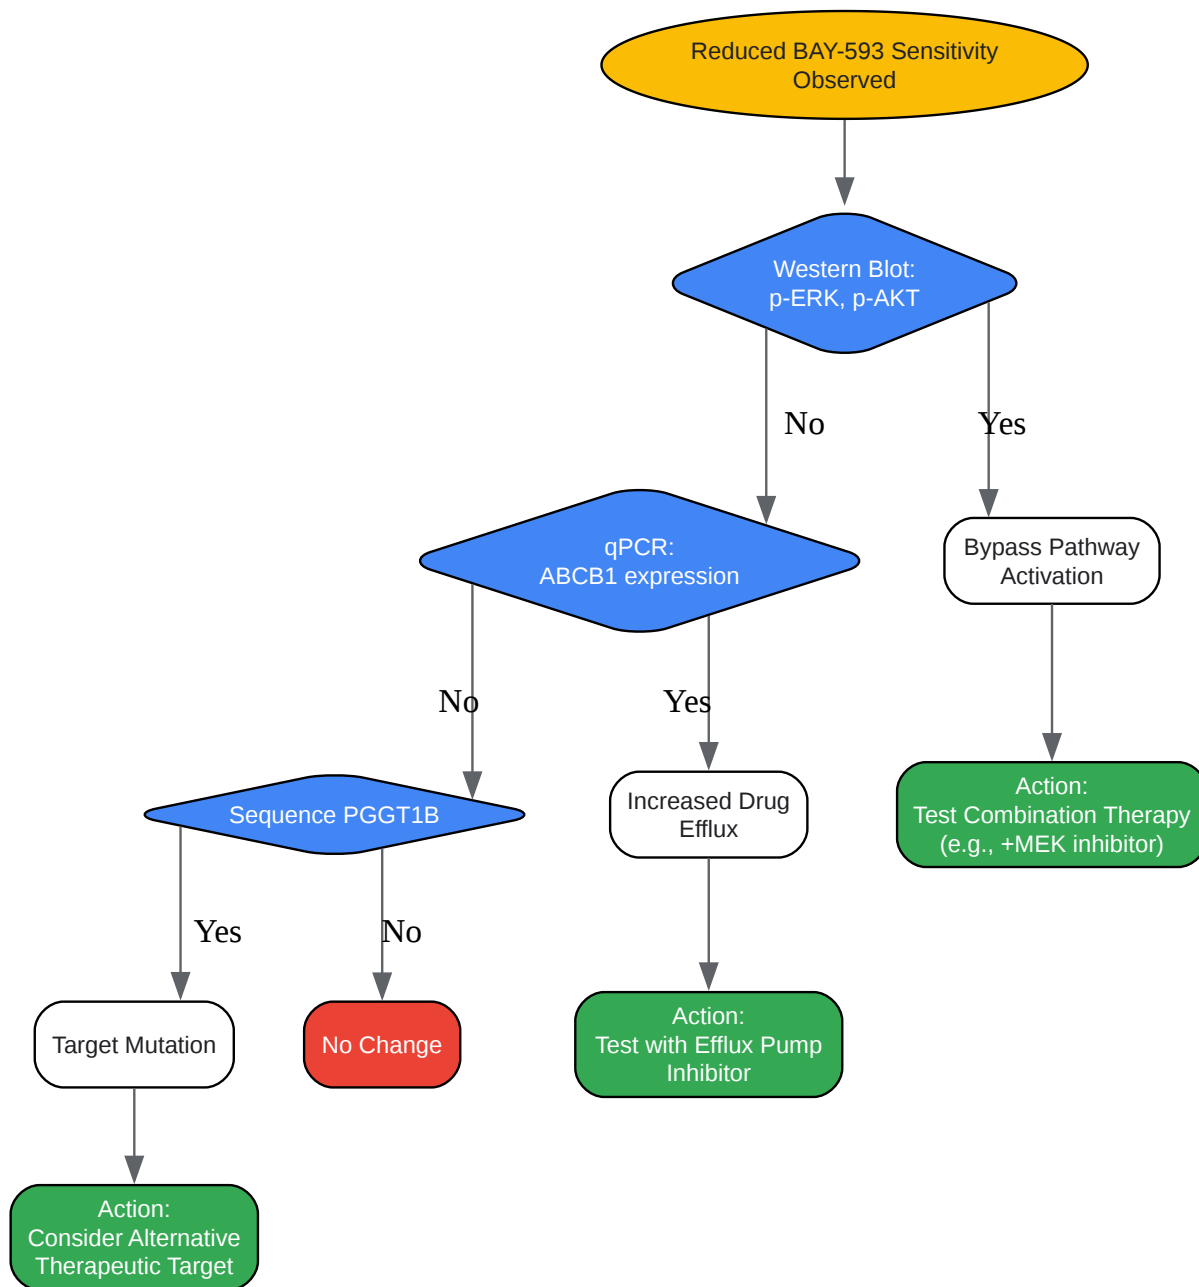 Reduced BAY-593 Sensitivity
Observed
Western Blot:
p-ERK, p-AKT
No
Yes
qPCR:
ABCB1 expression
Bypass Pathway
Activation
No
Yes
Sequence PGGT1B
Increased Drug
Efflux
Action:
Test Combination Therapy
(e.g., +MEK inhibitor)
Yes
No
Target Mutation
No Change
Action:
Test with Efflux Pump
Inhibitor
Action:
Consider Alternative
Therapeutic Target